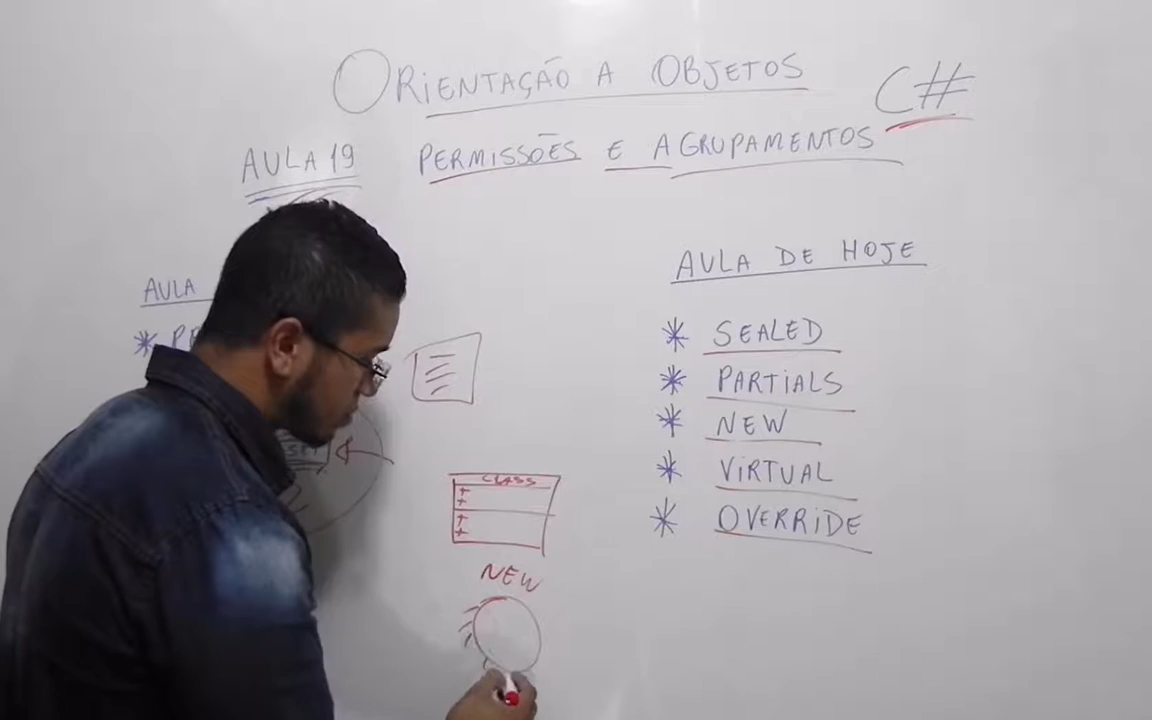 ORIENTAÇÃO A OBJETOS
C#
AULA 19
PERMISSÕES E AGRUPAMENTOS
AULA
AULA DE HOJE
* SEALED
* PARTIALS
* NEW
* VIRTUAL
* OVERRIDE
CLASS
+
+
+
+
NEW